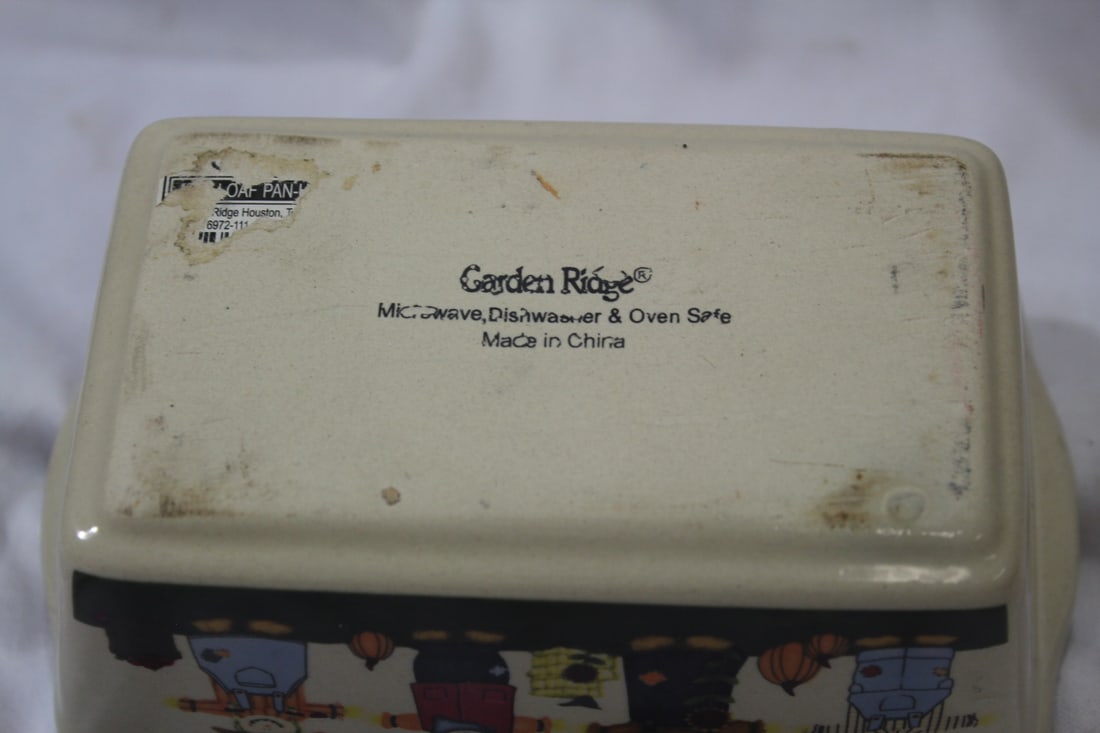 OAF PAN-
Ridge Houston, T
6972-111
Garden Ridge®
Microwave, Dishwasher & Oven Safe
Made in China